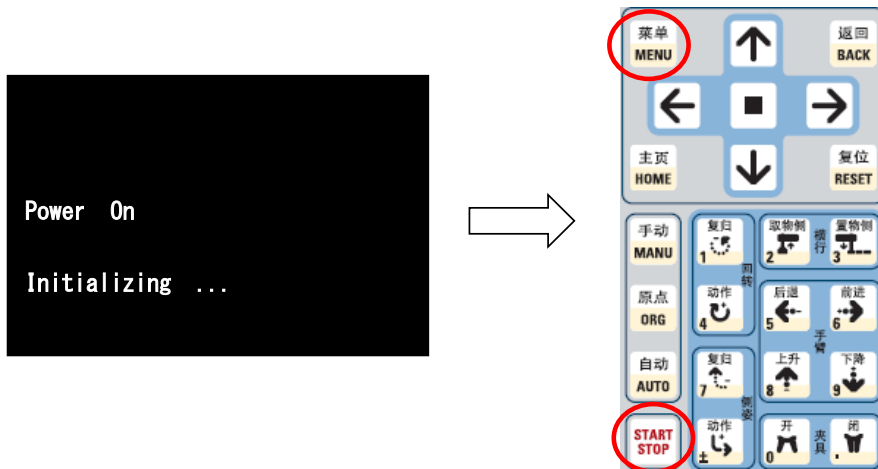 Power On
Initializing ...
菜单
MENU
返回
BACK
主页
HOME
复位
RESET
手动
MANU
原点
ORG
自动
AUTO
START
STOP
复归
1
动作
4
回转
取物侧
2
横行
置物侧
3
后退
5
前进
6
手臂
上升
8
下降
9
复归
7
动作
±
侧姿
开
0
夹具
闭
.